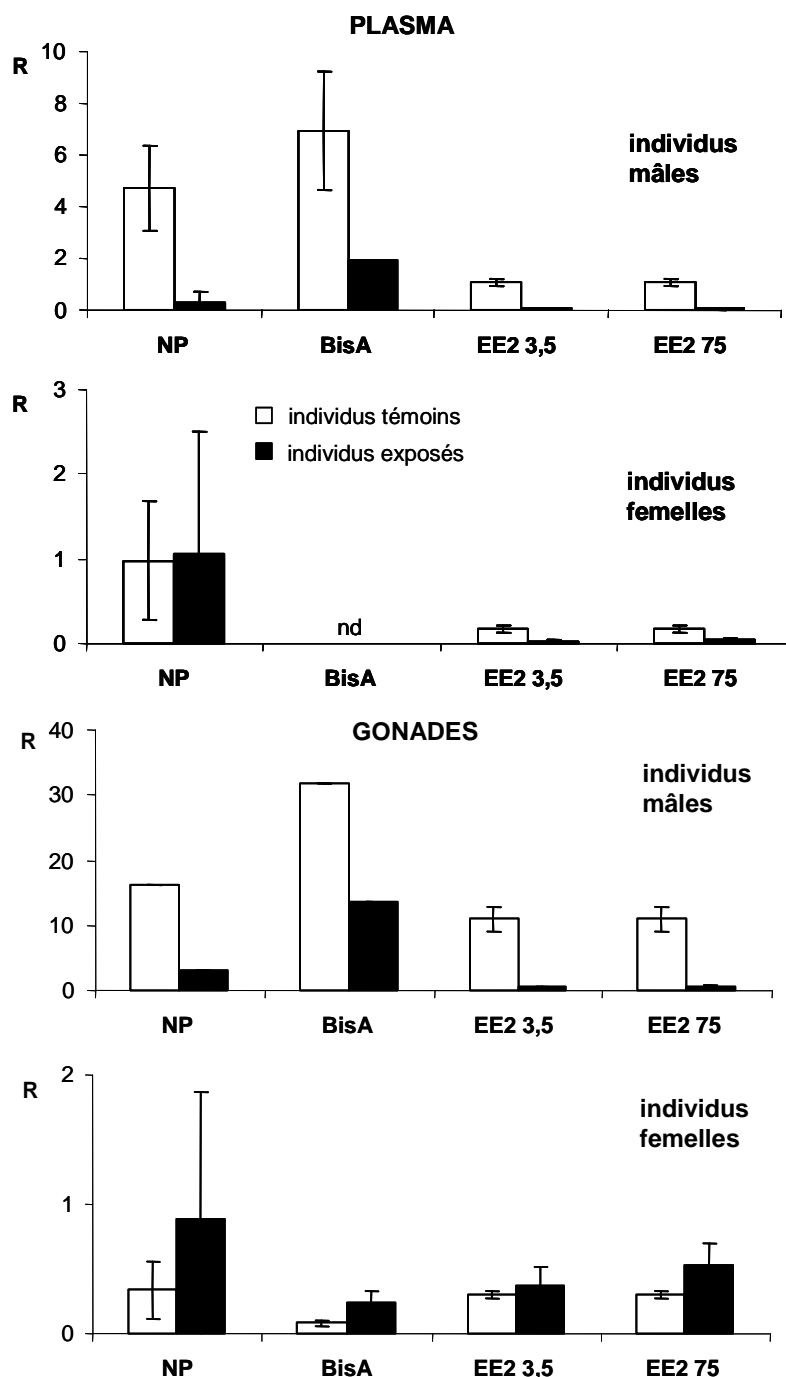 PLASMA
R
10
8
6
4
2
0
individus
mâles
NP BisA EE2 3,5 EE2 75
R
3
2
1
0
individus témoins
individus exposés
individus
femelles
nd
NP BisA EE2 3,5 EE2 75
GONADES
R
40
30
20
10
0
individus
mâles
NP BisA EE2 3,5 EE2 75
R
2
1
0
individus
femelles
NP BisA EE2 3,5 EE2 75